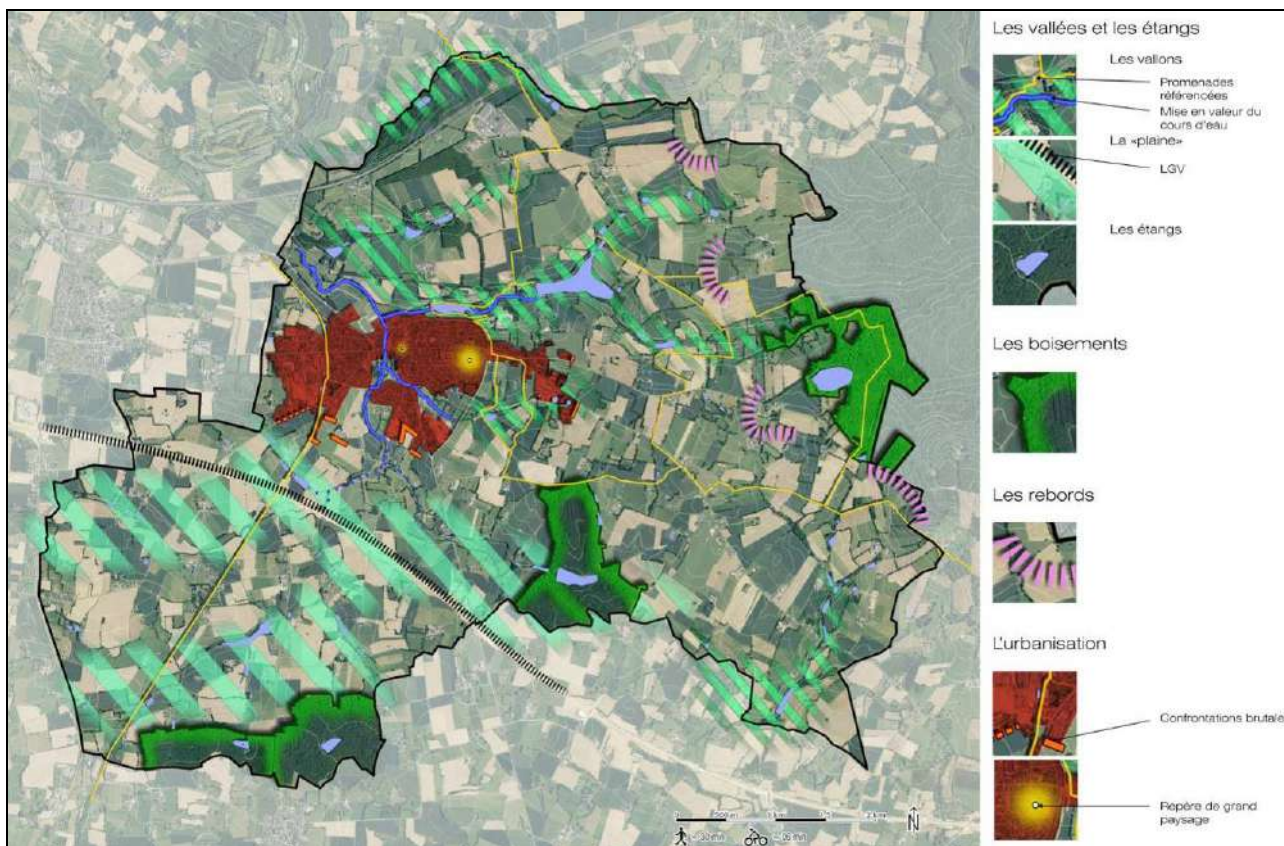 Les vallées et les étangs
Les vallons
Promenades
référencées
Mise en valeur du
cours d'eau
La «plaine»
LGV
Les étangs
Les boisements
Les rebords
L'urbanisation
Confrontations brutale
Repère de grand
paysage
N